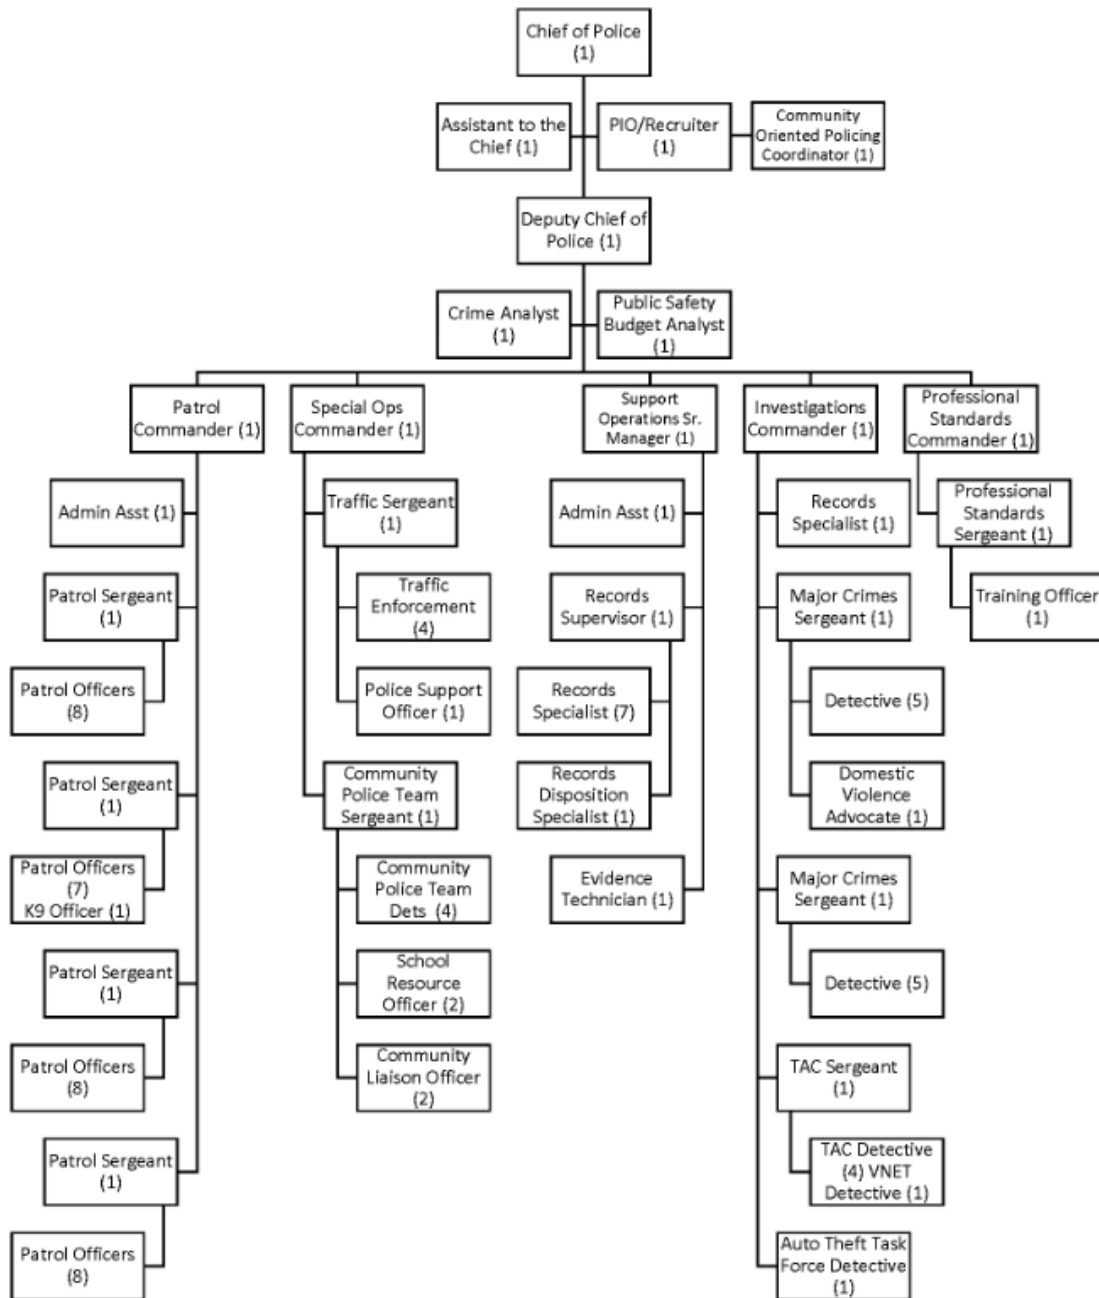 Chief of Police
(1)
Assistant to the
Chief (1)
PIO/Recruiter
(1)
Community
Oriented Policing
Coordinator (1)
Deputy Chief of
Police (1)
Crime Analyst
(1)
Public Safety
Budget Analyst
(1)
Patrol
Commander (1)
Special Ops
Commander (1)
Support
Operations Sr.
Manager (1)
Investigations
Commander (1)
Professional
Standards
Commander (1)
Admin Asst (1)
Patrol Sergeant
(1)
Patrol Officers
(8)
Patrol Sergeant
(1)
Patrol Officers
(7)
K9 Officer (1)
Patrol Sergeant
(1)
Patrol Officers
(8)
Patrol Sergeant
(1)
Patrol Officers
(8)
Traffic Sergeant
(1)
Traffic
Enforcement
(4)
Police Support
Officer (1)
Community
Police Team
Sergeant (1)
Community
Police Team
Dets (4)
School
Resource
Officer (2)
Community
Liaison Officer
(2)
Admin Asst (1)
Records
Supervisor (1)
Records
Specialist (7)
Records
Disposition
Specialist (1)
Evidence
Technician (1)
Records
Specialist (1)
Major Crimes
Sergeant (1)
Detective (5)
Domestic
Violence
Advocate (1)
Major Crimes
Sergeant (1)
Detective (5)
TAC Sergeant
(1)
TAC Detective
(4) VNET
Detective (1)
Auto Theft Task
Force Detective
(1)
Professional
Standards
Sergeant (1)
Training Officer
(1)